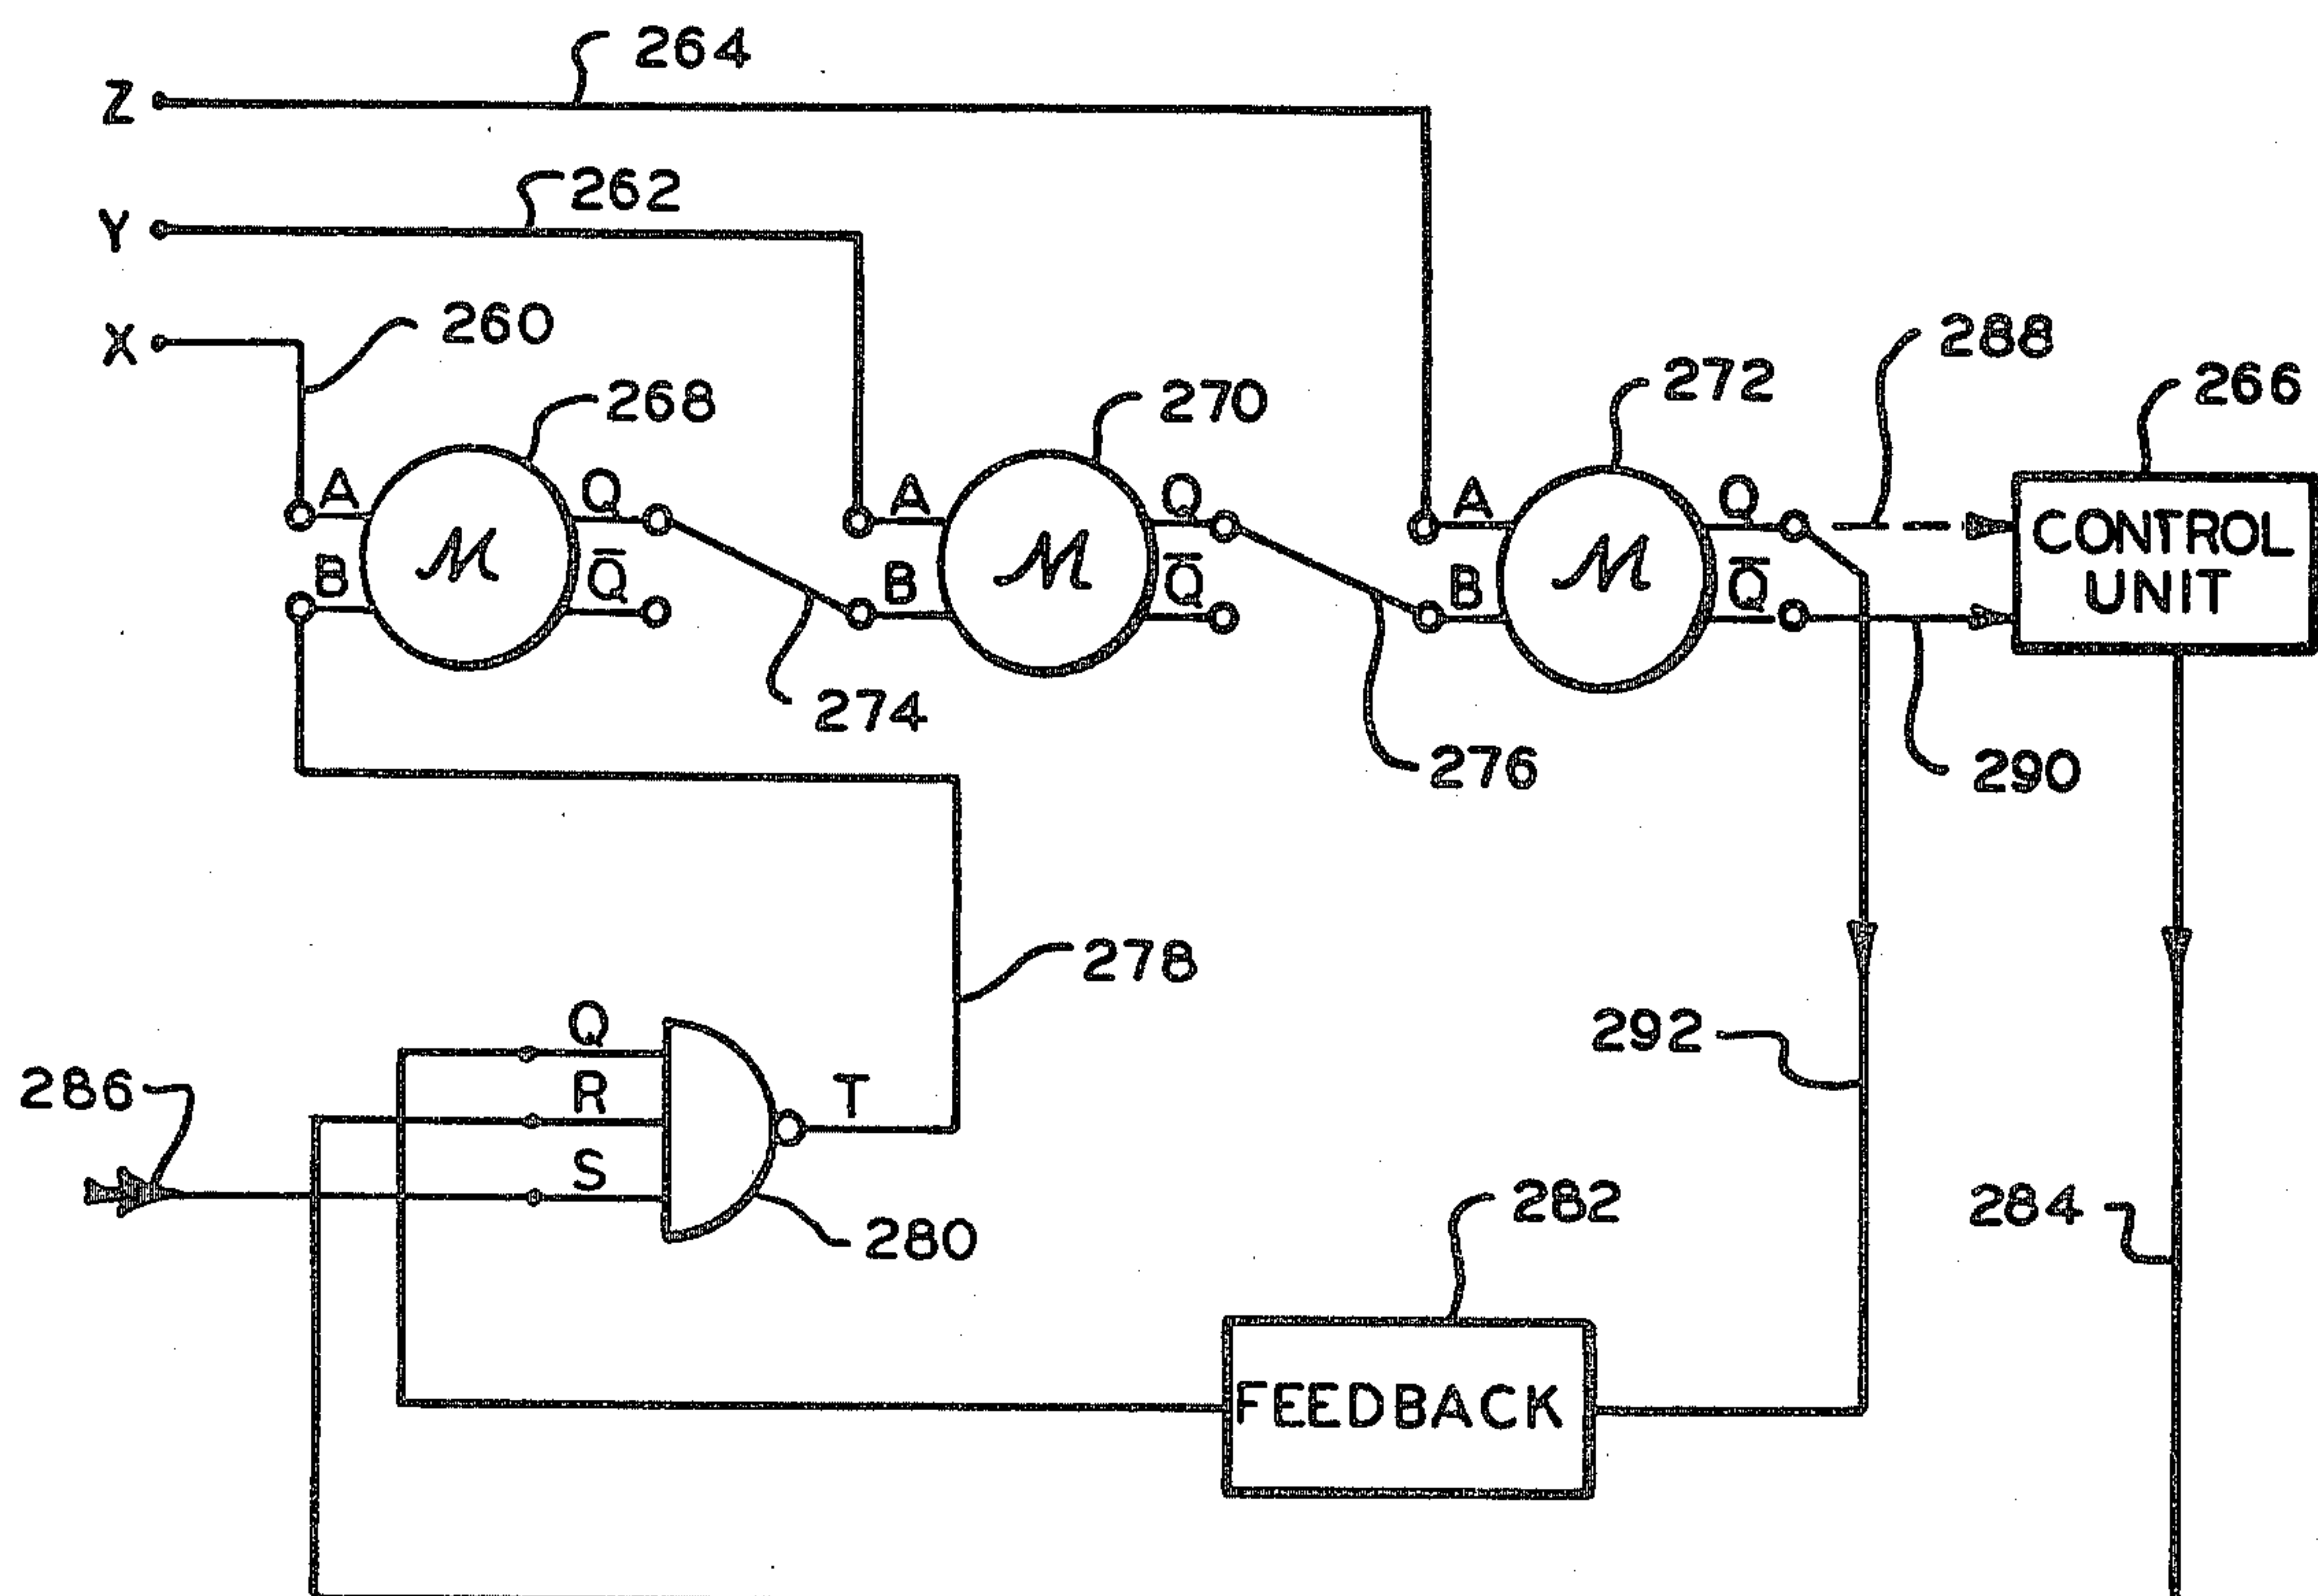 264
Z
262
Y
X
260
268
270
272
288
266
A
Q
A
Q
A
Q
CONTROL
UNIT
ℳ
ℳ
ℳ
B
Q̅
B
Q̅
B
Q̅
274
276
290
278
Q
292
R
286
T
S
280
282
284
FEEDBACK